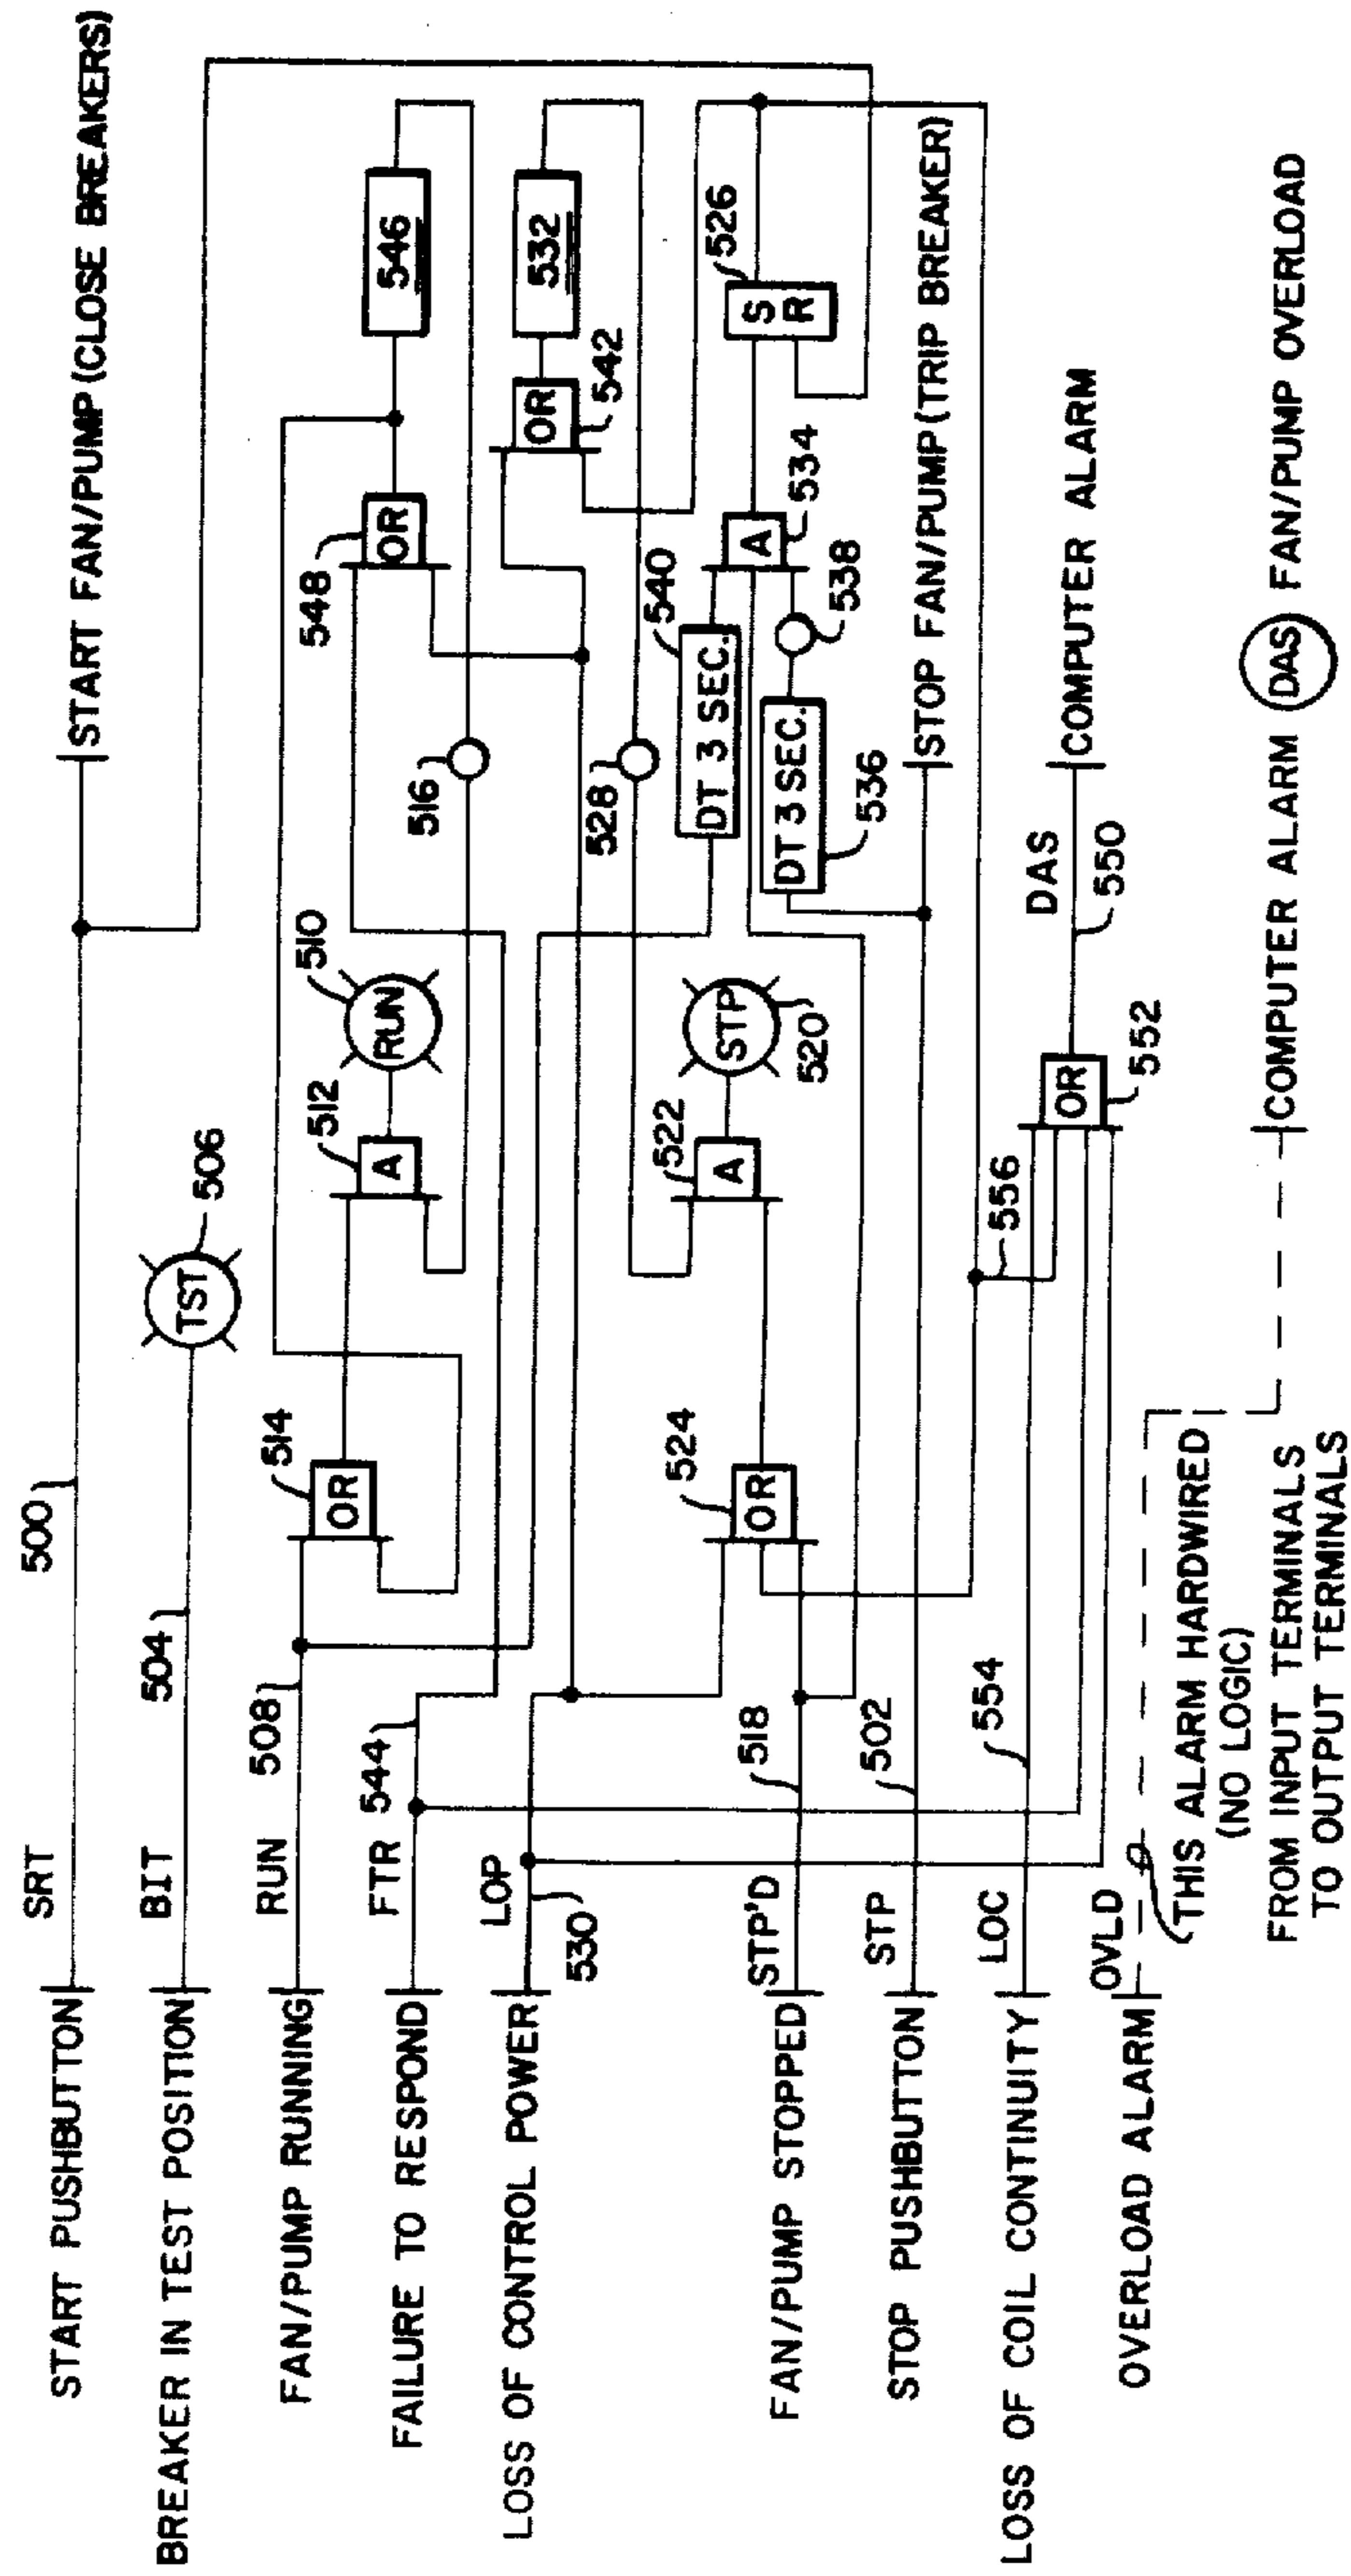 START PUSHBUTTON
SRT
500
START FAN/PUMP (CLOSE BREAKERS)
BREAKER IN TEST POSITION
BIT
504
TST
506
FAN/PUMP RUNNING
RUN
508
514
OR
512
A
510
RUN
548
OR
546
FAILURE TO RESPOND
FTR
544
516
LOSS OF CONTROL POWER
LOP
530
528
OR
542
532
524
OR
522
A
STP
520
540
DT 3 SEC.
A
534
S
R
526
538
DT 3 SEC.
536
FAN/PUMP STOPPED
STP'D
518
STOP PUSHBUTTON
STP
502
STOP FAN/PUMP (TRIP BREAKER)
LOSS OF COIL CONTINUITY
LOC
554
556
OR
552
DAS
550
COMPUTER ALARM
OVERLOAD ALARM
OVLD
THIS ALARM HARDWIRED
(NO LOGIC)
FROM INPUT TERMINALS
TO OUTPUT TERMINALS
COMPUTER ALARM DAS FAN/PUMP OVERLOAD